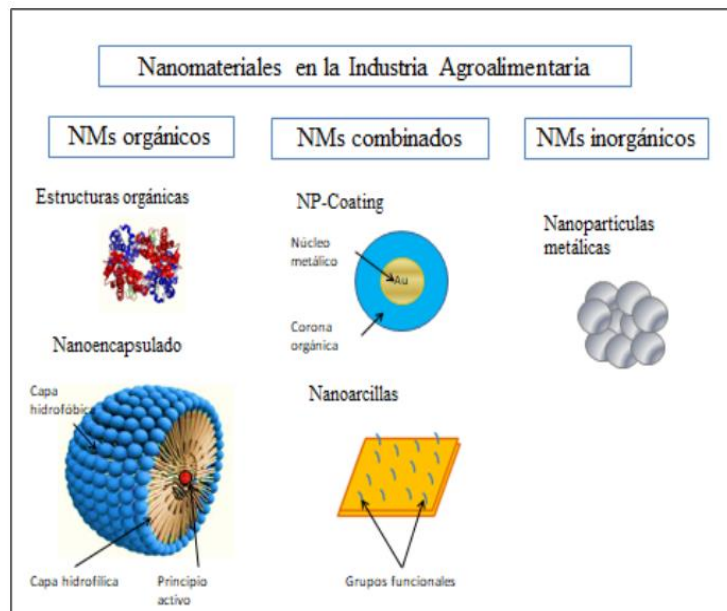 Nanomateriales en la Industria Agroalimentaria
NMs orgánicos
NMs combinados
NMs inorgánicos
Estructuras orgánicas
Nanoencapsulado
Capa
hidrofóbica
Capa hidrofílica
Principio
activo
NP-Coating
Núcleo
metálico
Au
Corona
orgánica
Nanoarcillas
Grupos funcionales
Nanopartículas
metálicas